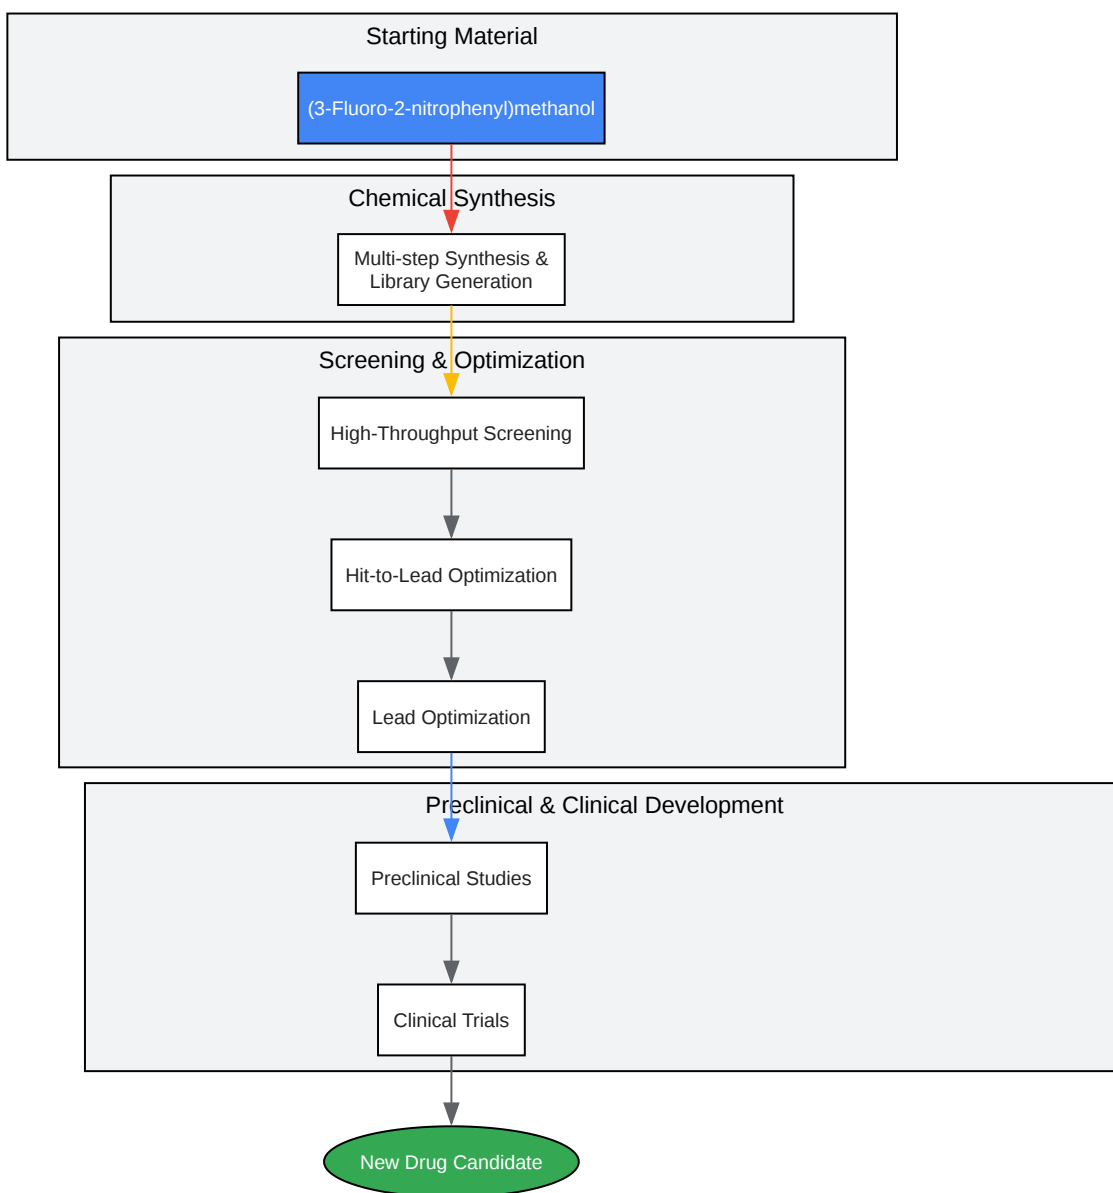 Starting Material
(3-Fluoro-2-nitrophenyl)methanol
Chemical Synthesis
Multi-step Synthesis &
Library Generation
Screening & Optimization
High-Throughput Screening
Hit-to-Lead Optimization
Lead Optimization
Preclinical & Clinical Development
Preclinical Studies
Clinical Trials
New Drug Candidate